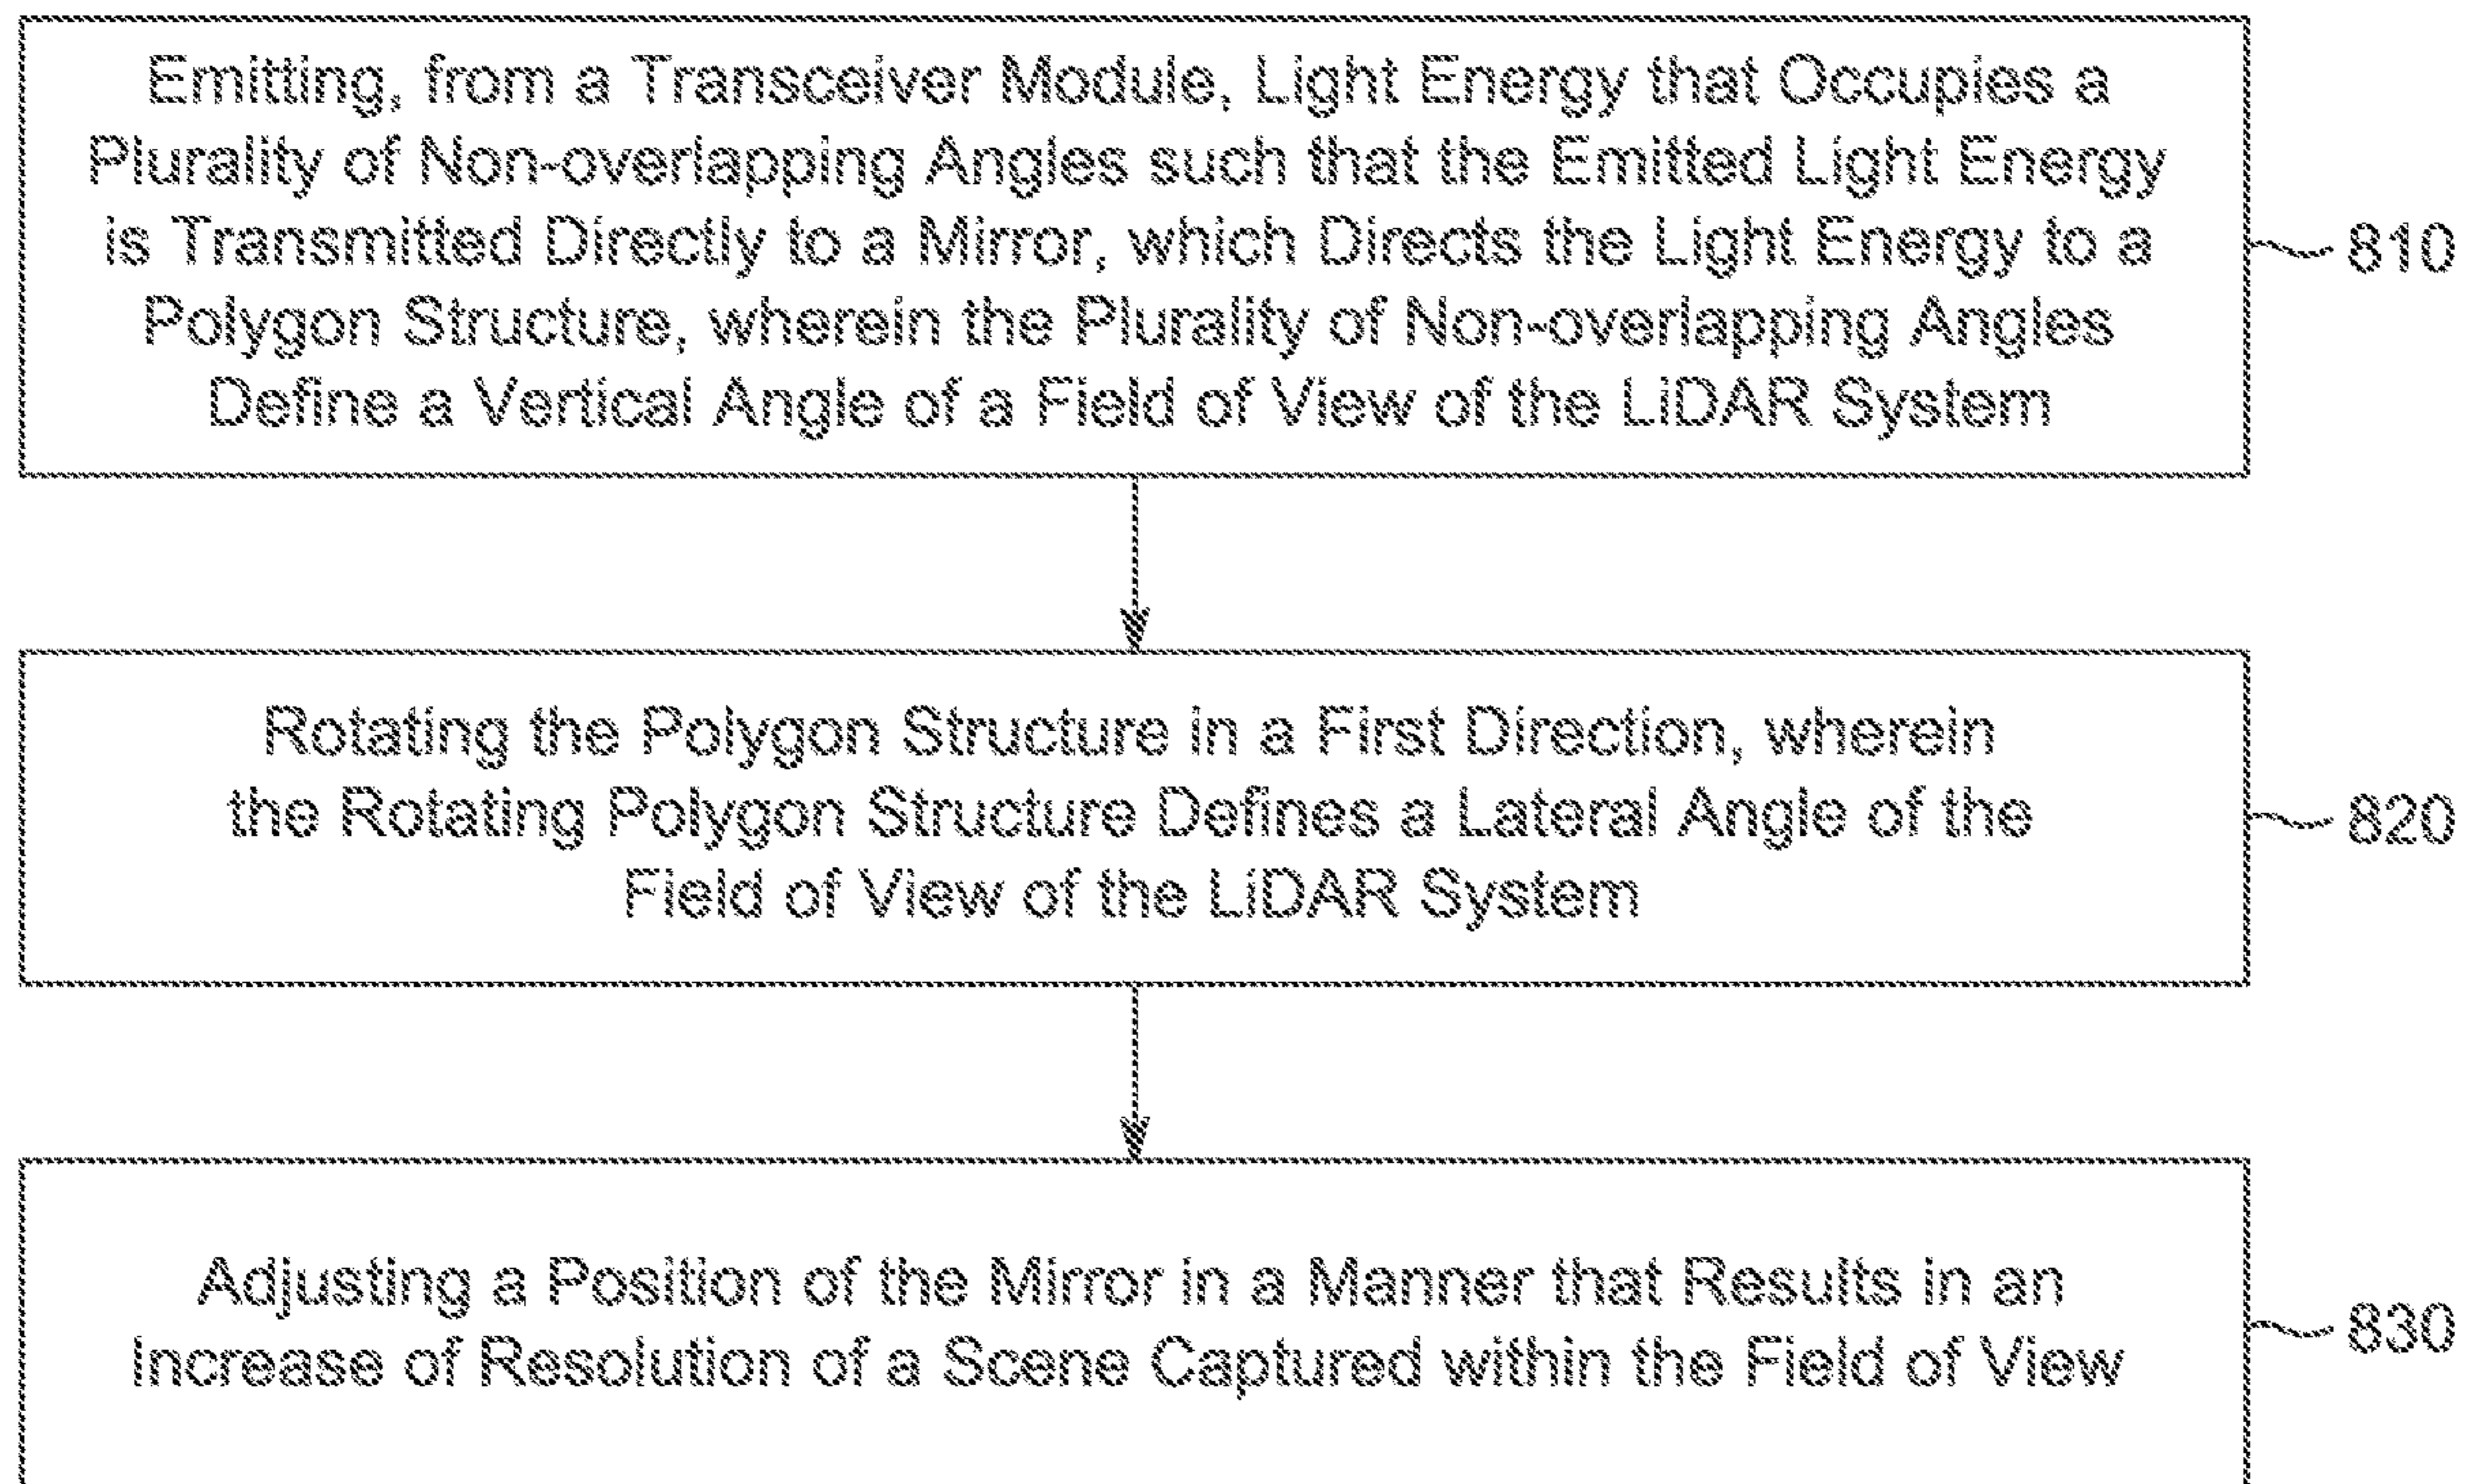 Emitting, from a Transceiver Module, Light Energy that Occupies a
Plurality of Non-overlapping Angles such that the Emitted Light Energy
is Transmitted Directly to a Mirror, which Directs the Light Energy to a
Polygon Structure, wherein the Plurality of Non-overlapping Angles
Define a Vertical Angle of a Field of View of the LiDAR System
810
Rotating the Polygon Structure in a First Direction, wherein
the Rotating Polygon Structure Defines a Lateral Angle of the
Field of View of the LiDAR System
820
Adjusting a Position of the Mirror in a Manner that Results in an
Increase of Resolution of a Scene Captured within the Field of View
830